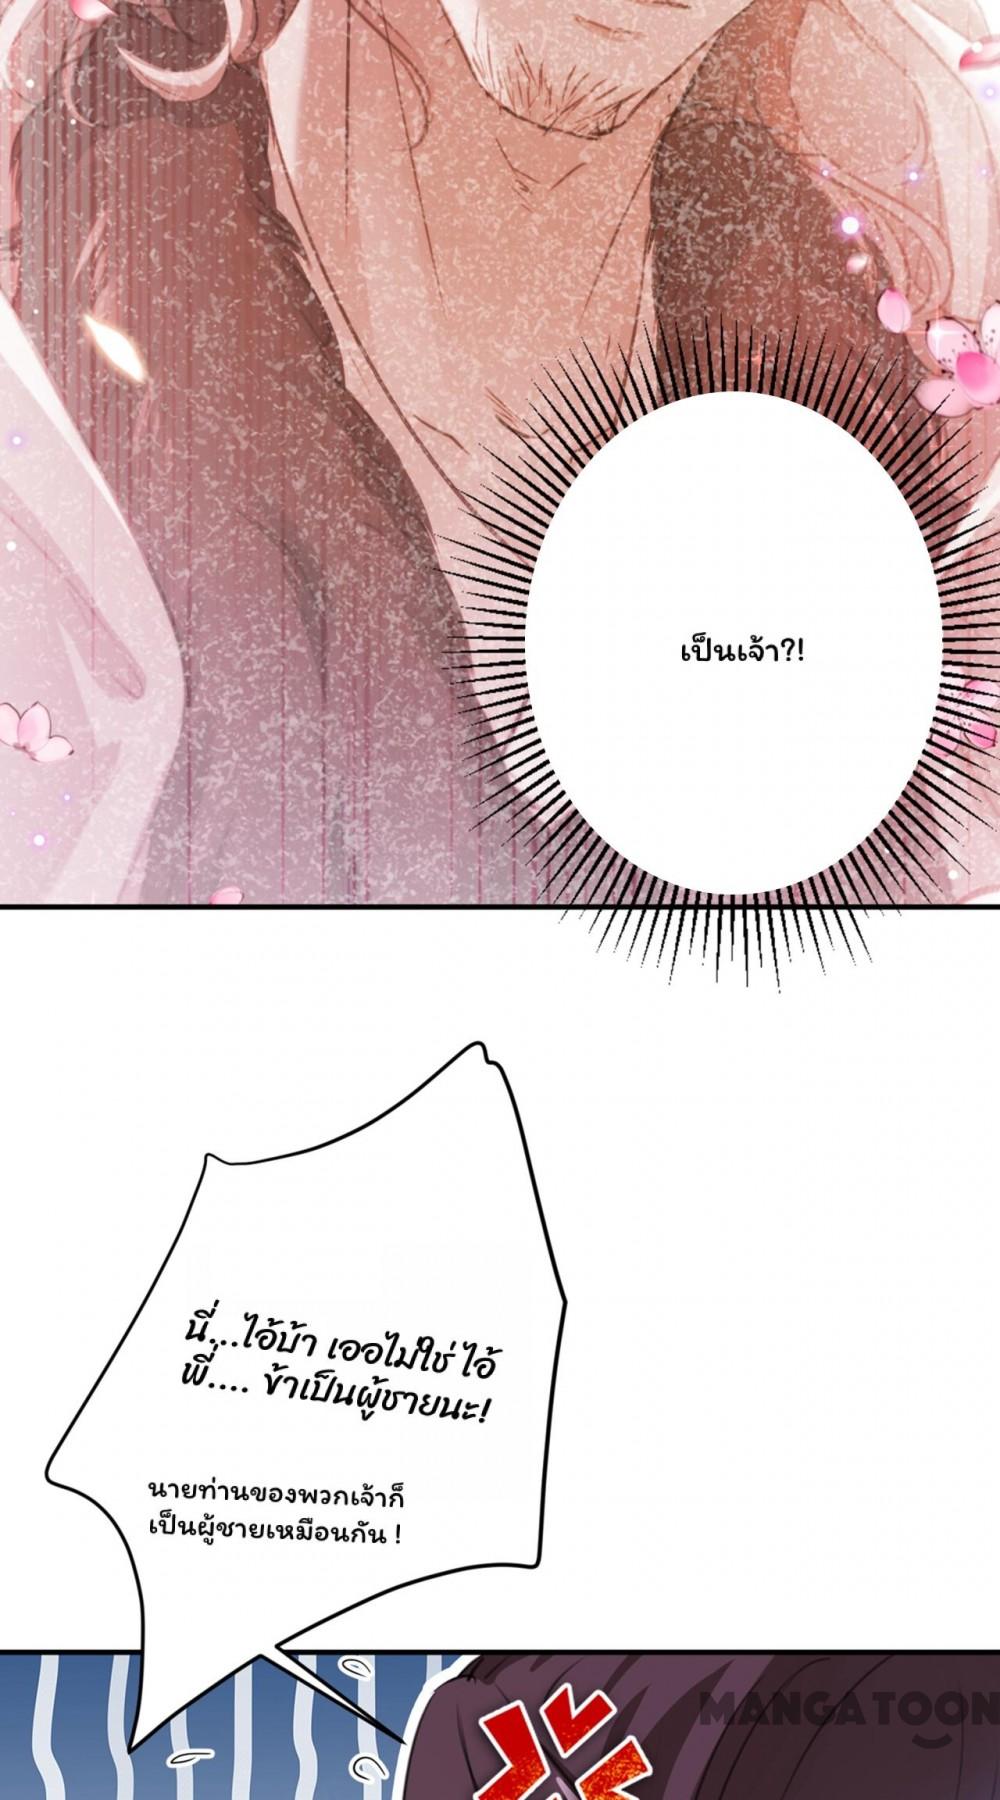 เป็นเจ้า?!
นี่...ไอ้บ้า เออไม่ใช่ ไอ้
พี่.... ข้าเป็นผู้ชายนะ!
นายท่านของพวกเจ้าก็
เป็นผู้ชายเหมือนกัน !
MANGATOON